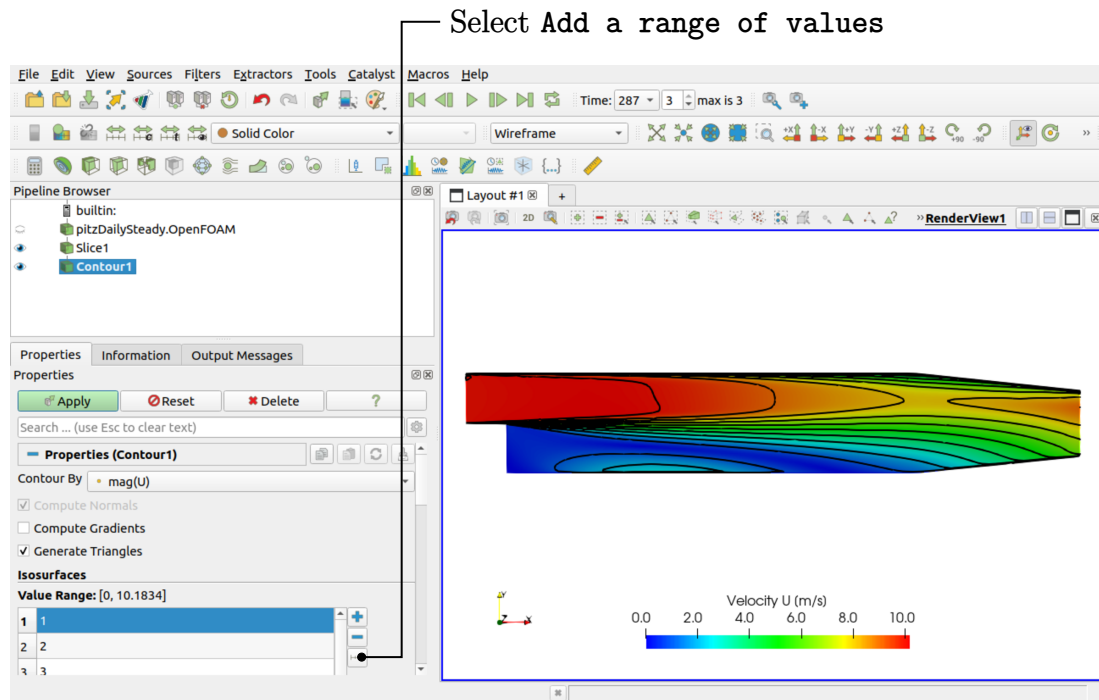 Select Add a range of values
File Edit View Sources Filters Extractors Tools Catalyst Macros Help
Time: 287 3 max is 3
Solid Color Wireframe +X -X +Y -Y +Z -Z +90 -90 »
{...}
Pipeline Browser
Layout #1 +
builtin:
2D » RenderView1
pitzDailySteady.OpenFOAM
Slice1
Contour1
Properties Information Output Messages
Properties
Apply Reset Delete ?
Search ... (use Esc to clear text)
Properties (Contour1)
Contour By mag(U)
Compute Normals
Compute Gradients
Generate Triangles
Isosurfaces
Value Range: [0, 10.1834]
1 1
2 2
3 3
Y
Z X
Velocity U (m/s)
0.0 2.0 4.0 6.0 8.0 10.0